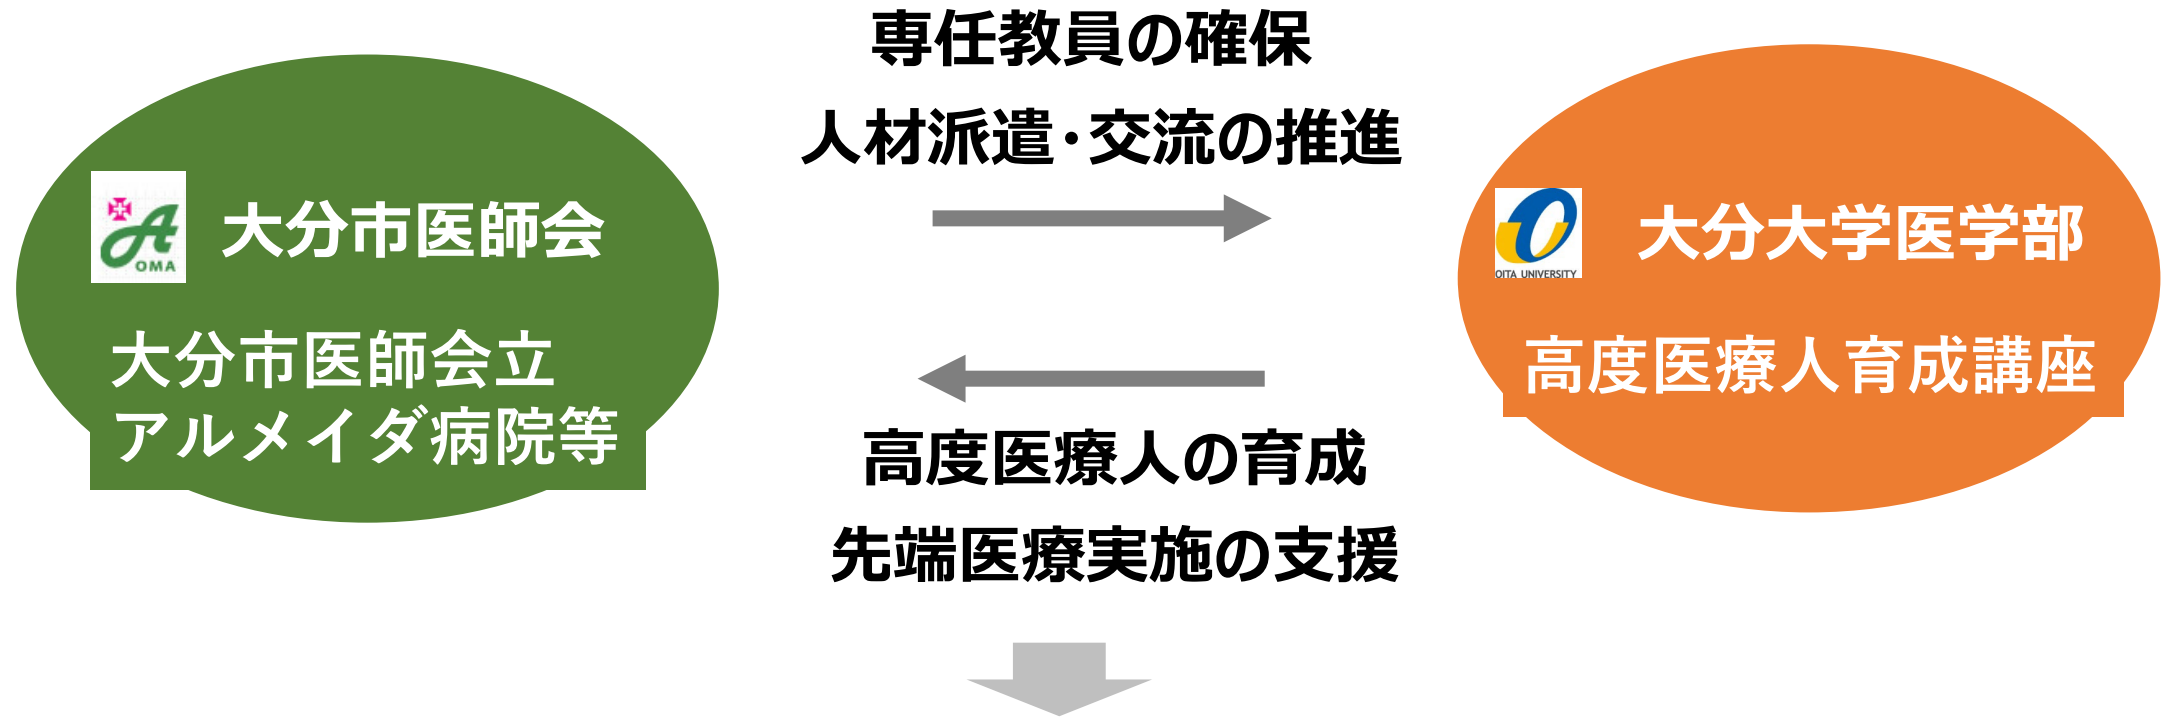 専任教員の確保
人材派遣・交流の推進
OMA
大分市医師会
大分市医師会立
アルメイダ病院等
OITA UNIVERSITY
大分大学医学部
高度医療人育成講座
高度医療人の育成
先端医療実施の支援